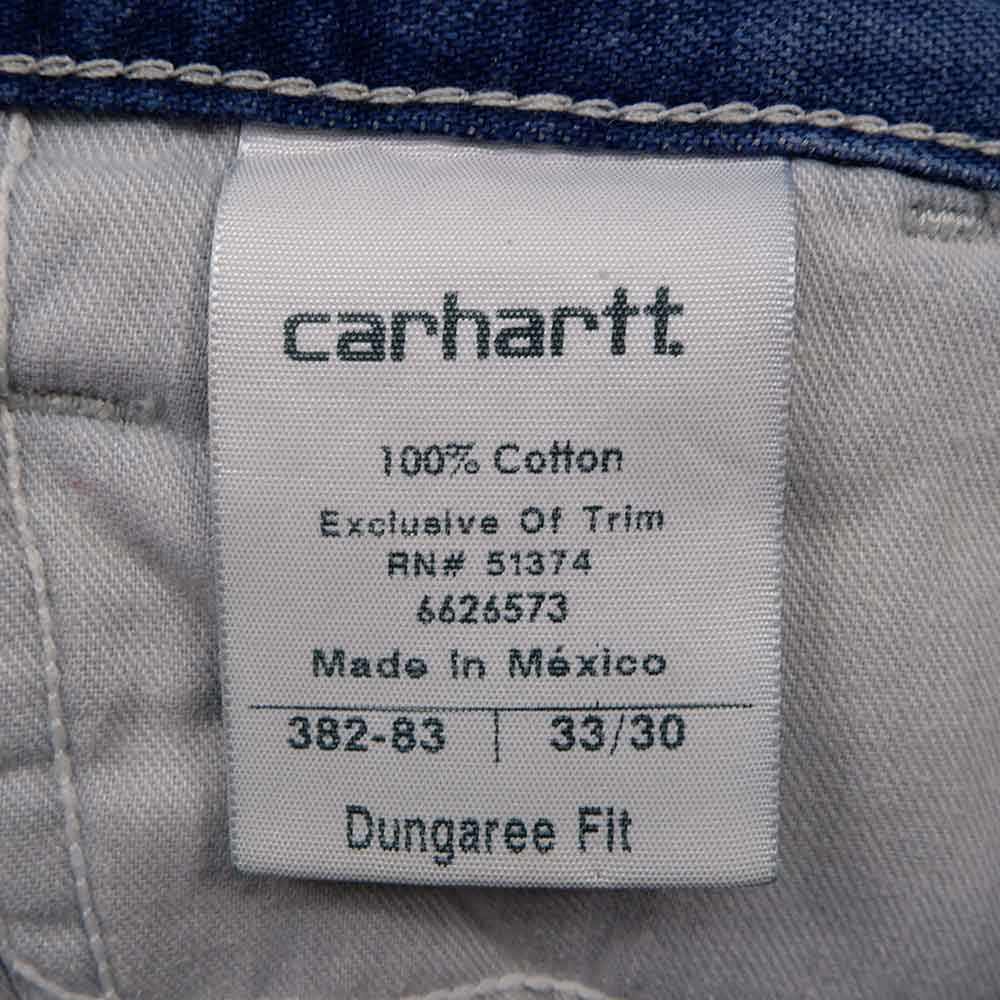 carhartt.
100% Cotton
Exclusive Of Trim
RN# 51374
6626573
Made In México
382-83 | 33/30
Dungaree Fit